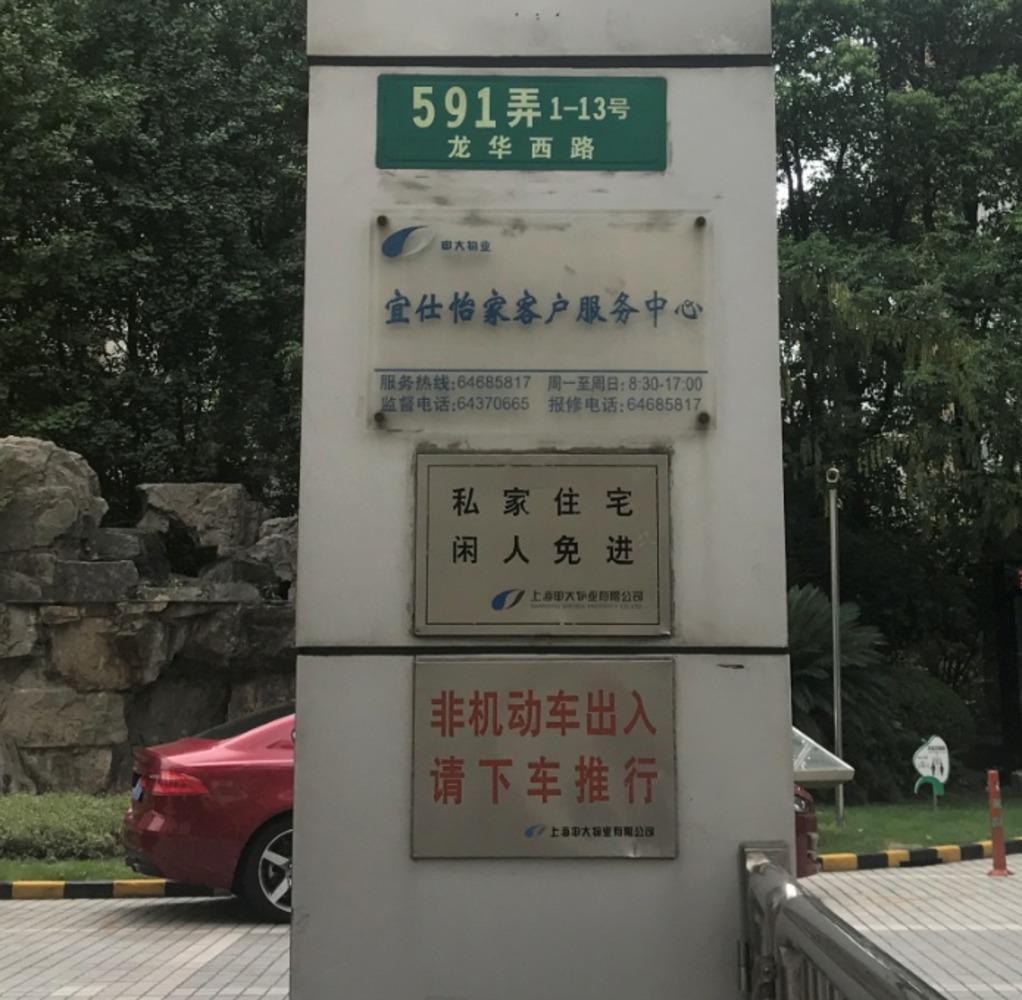 591弄 1-13号
龙华西路
申大物业
宜仕怡家客户服务中心
服务热线:64685817 周一至周日:8:30-17:00
监督电话:64370665 报修电话:64685817
私家住宅
闲人免进
上海申大物业有限公司
非机动车出入
请下车推行
上海申大物业有限公司